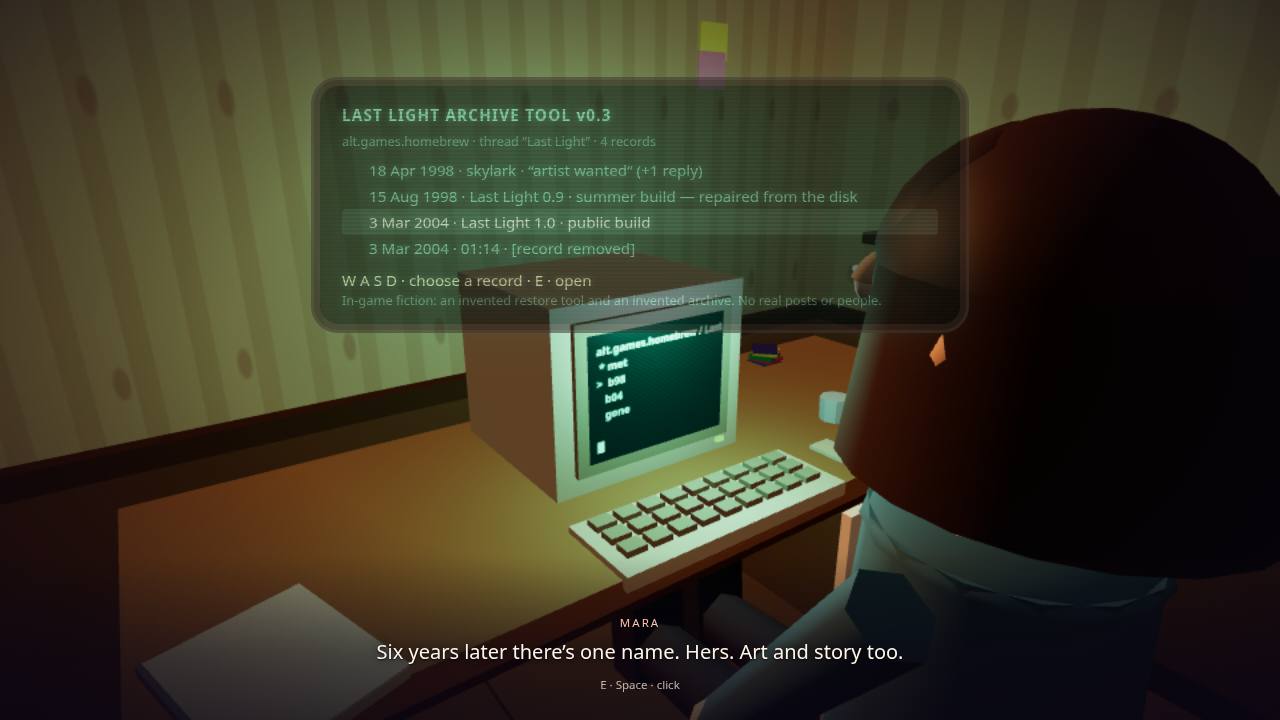 LAST LIGHT ARCHIVE TOOL v0.3
alt.games.homebrew · thread “Last Light” · 4 records
18 Apr 1998 · skylark · “artist wanted” (+1 reply)
15 Aug 1998 · Last Light 0.9 · summer build — repaired from the disk
3 Mar 2004 · Last Light 1.0 · public build
3 Mar 2004 · 01:14 · [record removed]
W A S D · choose a record · E · open
In-game fiction: an invented restore tool and an invented archive. No real posts or people.
alt.games.homebrew / Last
* met
> b98
b04
gone
MARA
Six years later there’s one name. Hers. Art and story too.
E · Space · click